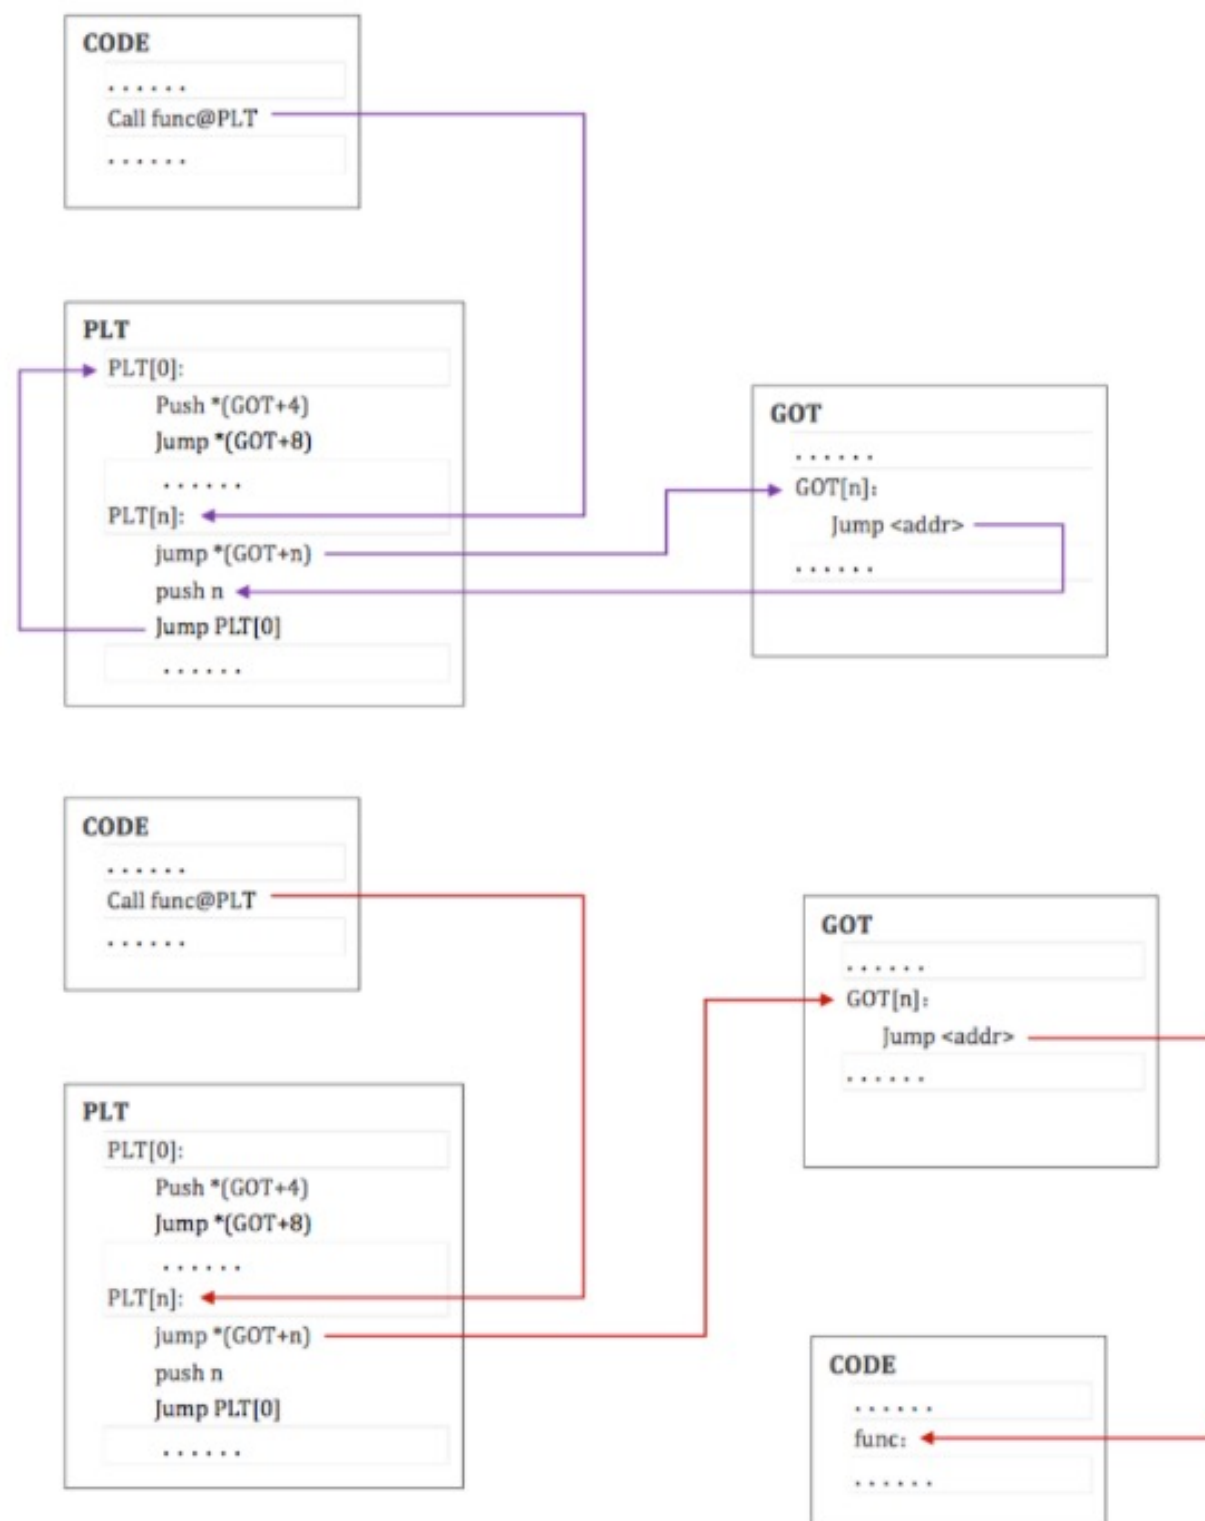 CODE
......
Call func@PLT
......
PLT
PLT[0]:
Push *(GOT+4)
Jump *(GOT+8)
......
PLT[n]:
jump *(GOT+n)
push n
Jump PLT[0]
......
GOT
......
GOT[n]:
Jump <addr>
......
CODE
......
Call func@PLT
......
PLT
PLT[0]:
Push *(GOT+4)
Jump *(GOT+8)
......
PLT[n]:
jump *(GOT+n)
push n
Jump PLT[0]
......
GOT
......
GOT[n]:
Jump <addr>
......
CODE
......
func:
......